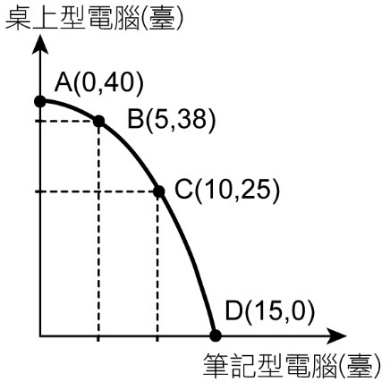 桌上型電腦(臺)
A(0,40)
B(5,38)
C(10,25)
D(15,0)
筆記型電腦(臺)